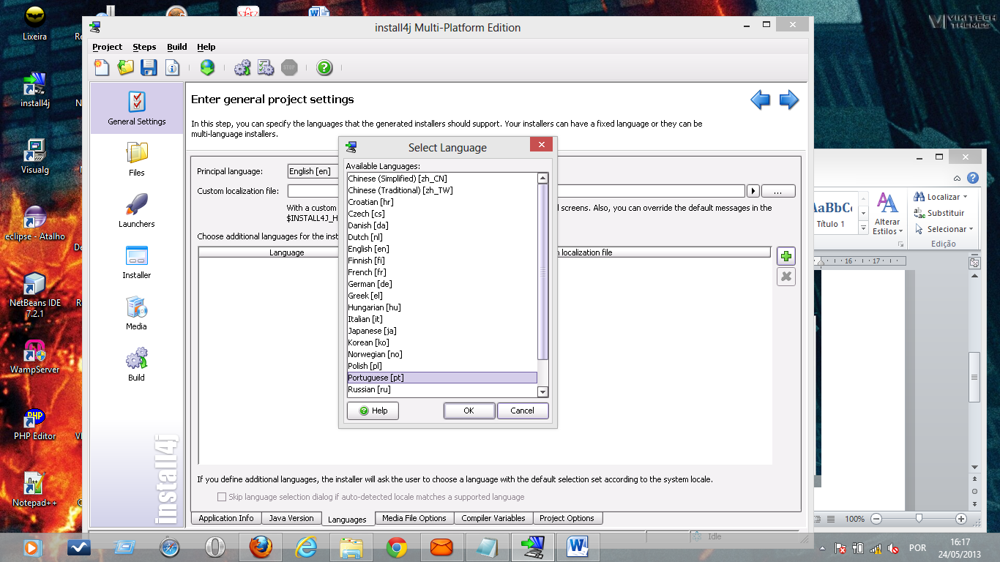 Lixeira
install4j
Visualg
eclipse - Atalho
NetBeans IDE
7.2.1
WampServer
PHP Editor
Notepad++
VIKITECH
THEMES
install4j Multi-Platform Edition
Project Steps Build Help
STOP
General Settings
Files
Launchers
Installer
Media
Build
install4j
Enter general project settings
In this step, you can specify the languages that the generated installers should support. Your installers can have a fixed language or they can be
multi-language installers.
Principal language: English [en]
Custom localization file: ...
With a custom
screens. Also, you can override the default messages in the
$INSTALL4J_H
Choose additional languages for the inst
Language
localization file
Select Language
Available Languages:
Chinese (Simplified) [zh_CN]
Chinese (Traditional) [zh_TW]
Croatian [hr]
Czech [cs]
Danish [da]
Dutch [nl]
English [en]
Finnish [fi]
French [fr]
German [de]
Greek [el]
Hungarian [hu]
Italian [it]
Japanese [ja]
Korean [ko]
Norwegian [no]
Polish [pl]
Portuguese [pt]
Russian [ru]
Help OK Cancel
If you define additional languages, the installer will ask the user to choose a language with the default selection set according to the system locale.
Skip language selection dialog if auto-detected locale matches a supported language
Application Info Java Version Languages Media File Options Compiler Variables Project Options
Idle
AaBbCc
Título 1
Alterar
Estilos
Localizar
Substituir
Selecionar
Edição
16 17
100%
POR
16:17
24/05/2013